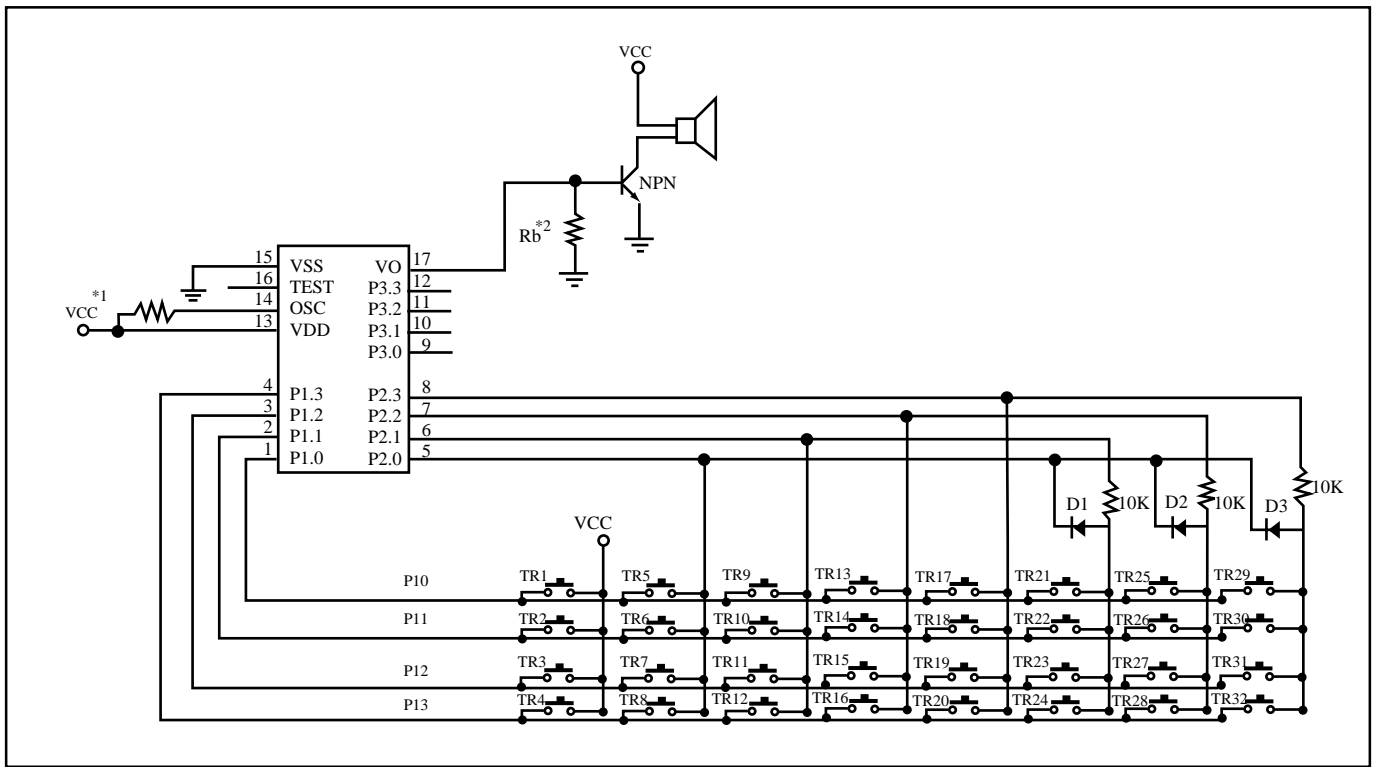 VCC
NPN
Rb*2
15 VSS VO 17
16 TEST P3.3 12
14 OSC P3.2 11
13 VDD P3.1 10
P3.0 9
*1
VCC
4 P1.3 P2.3 8
3 P1.2 P2.2 7
2 P1.1 P2.1 6
1 P1.0 P2.0 5
D1 10K D2 10K D3 10K
VCC
P10 TR1 TR5 TR9 TR13 TR17 TR21 TR25 TR29
P11 TR2 TR6 TR10 TR14 TR18 TR22 TR26 TR30
P12 TR3 TR7 TR11 TR15 TR19 TR23 TR27 TR31
P13 TR4 TR8 TR12 TR16 TR20 TR24 TR28 TR32